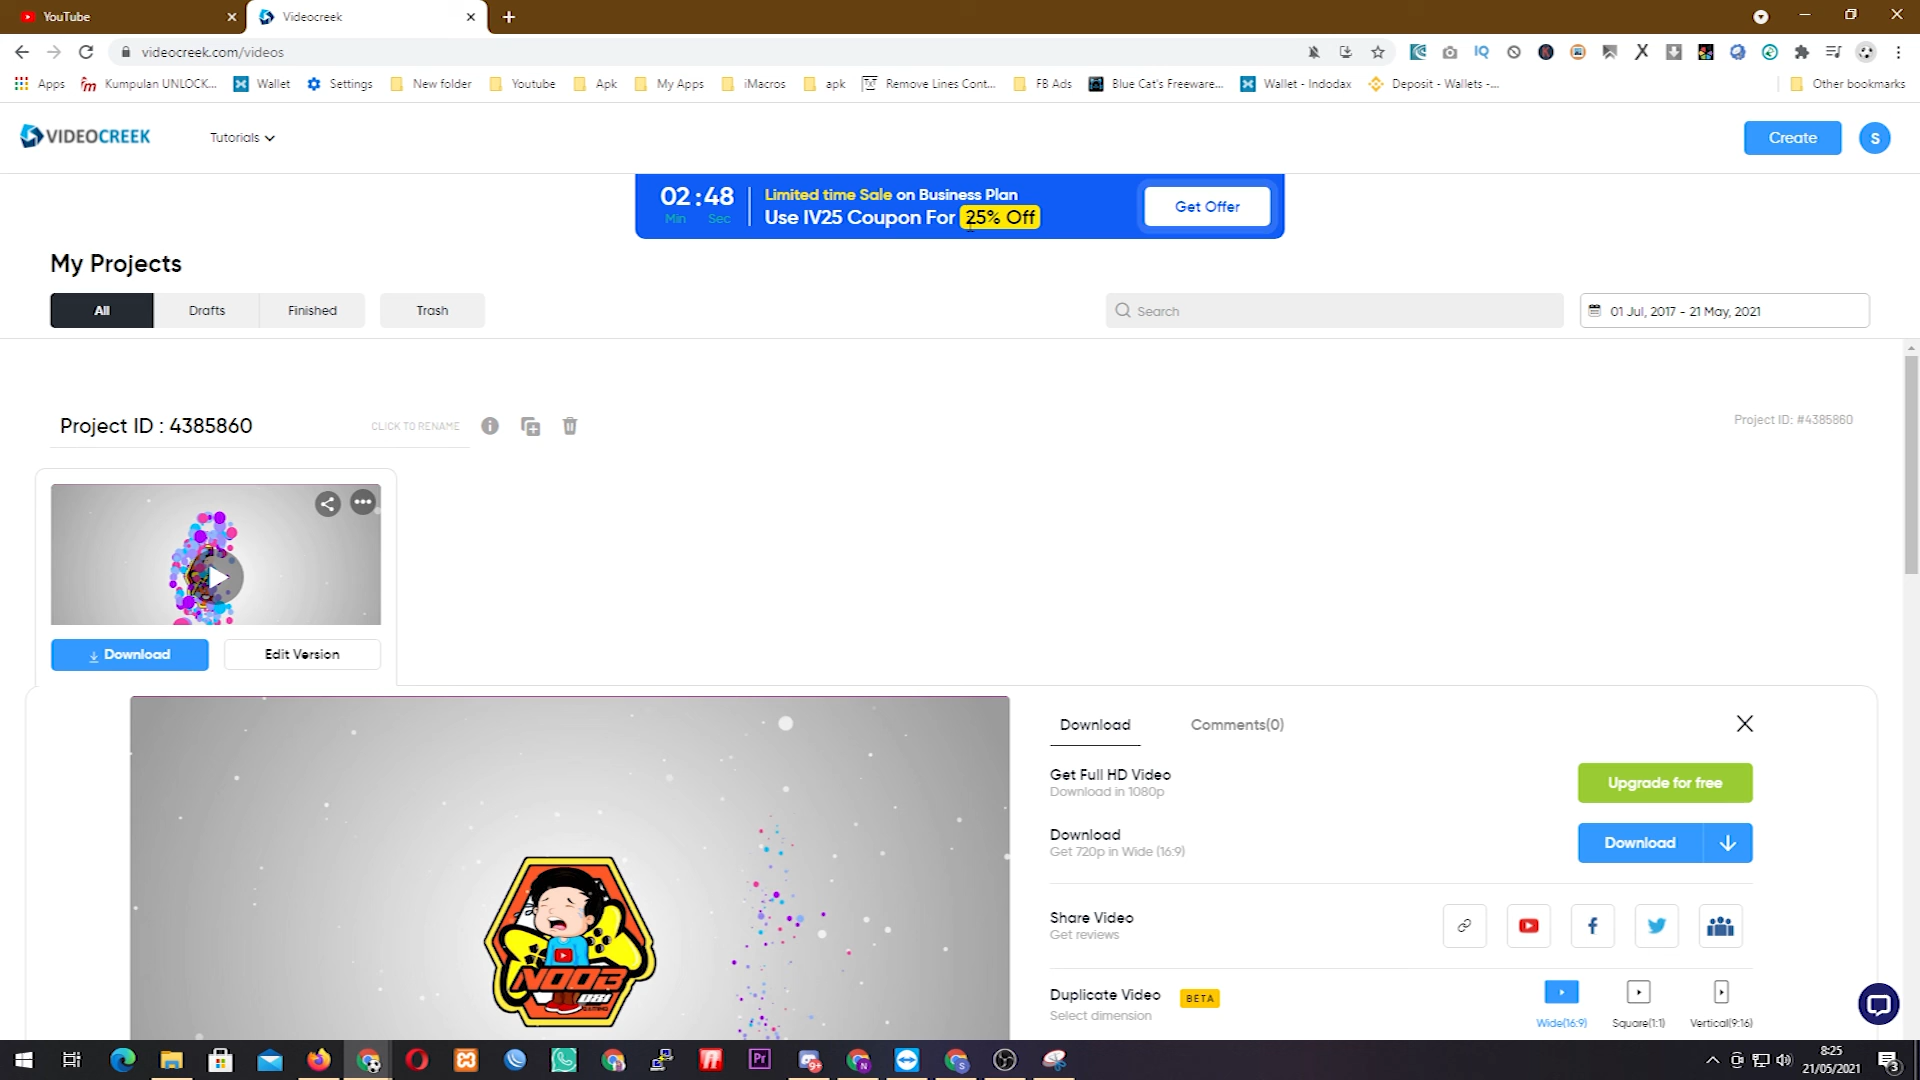 YouTube
Videocreek
videocreek.com/videos
Apps
Kumpulan UNLOCK...
Wallet
Settings
New folder
Youtube
Apk
My Apps
iMacros
apk
Remove Lines Cont...
FB Ads
Blue Cat's Freeware...
Wallet - Indodax
Deposit - Wallets -...
Other bookmarks
VIDEOCREEK
Tutorials
Create
S
02 : 48
Min Sec
Limited time Sale on Business Plan
Use IV25 Coupon For 25% Off
Get Offer
My Projects
All
Drafts
Finished
Trash
Search
01 Jul, 2017 - 21 May, 2021
Project ID : 4385860
CLICK TO RENAME
Project ID: #4385860
Download
Edit Version
Download
Comments(0)
Get Full HD Video
Download in 1080p
Upgrade for free
Download
Get 720p in Wide (16:9)
Download
Share Video
Get reviews
Duplicate Video
BETA
Select dimension
Wide(16:9)
Square(1:1)
Vertical(9:16)
NOOB
GAMING
8:25
21/05/2021